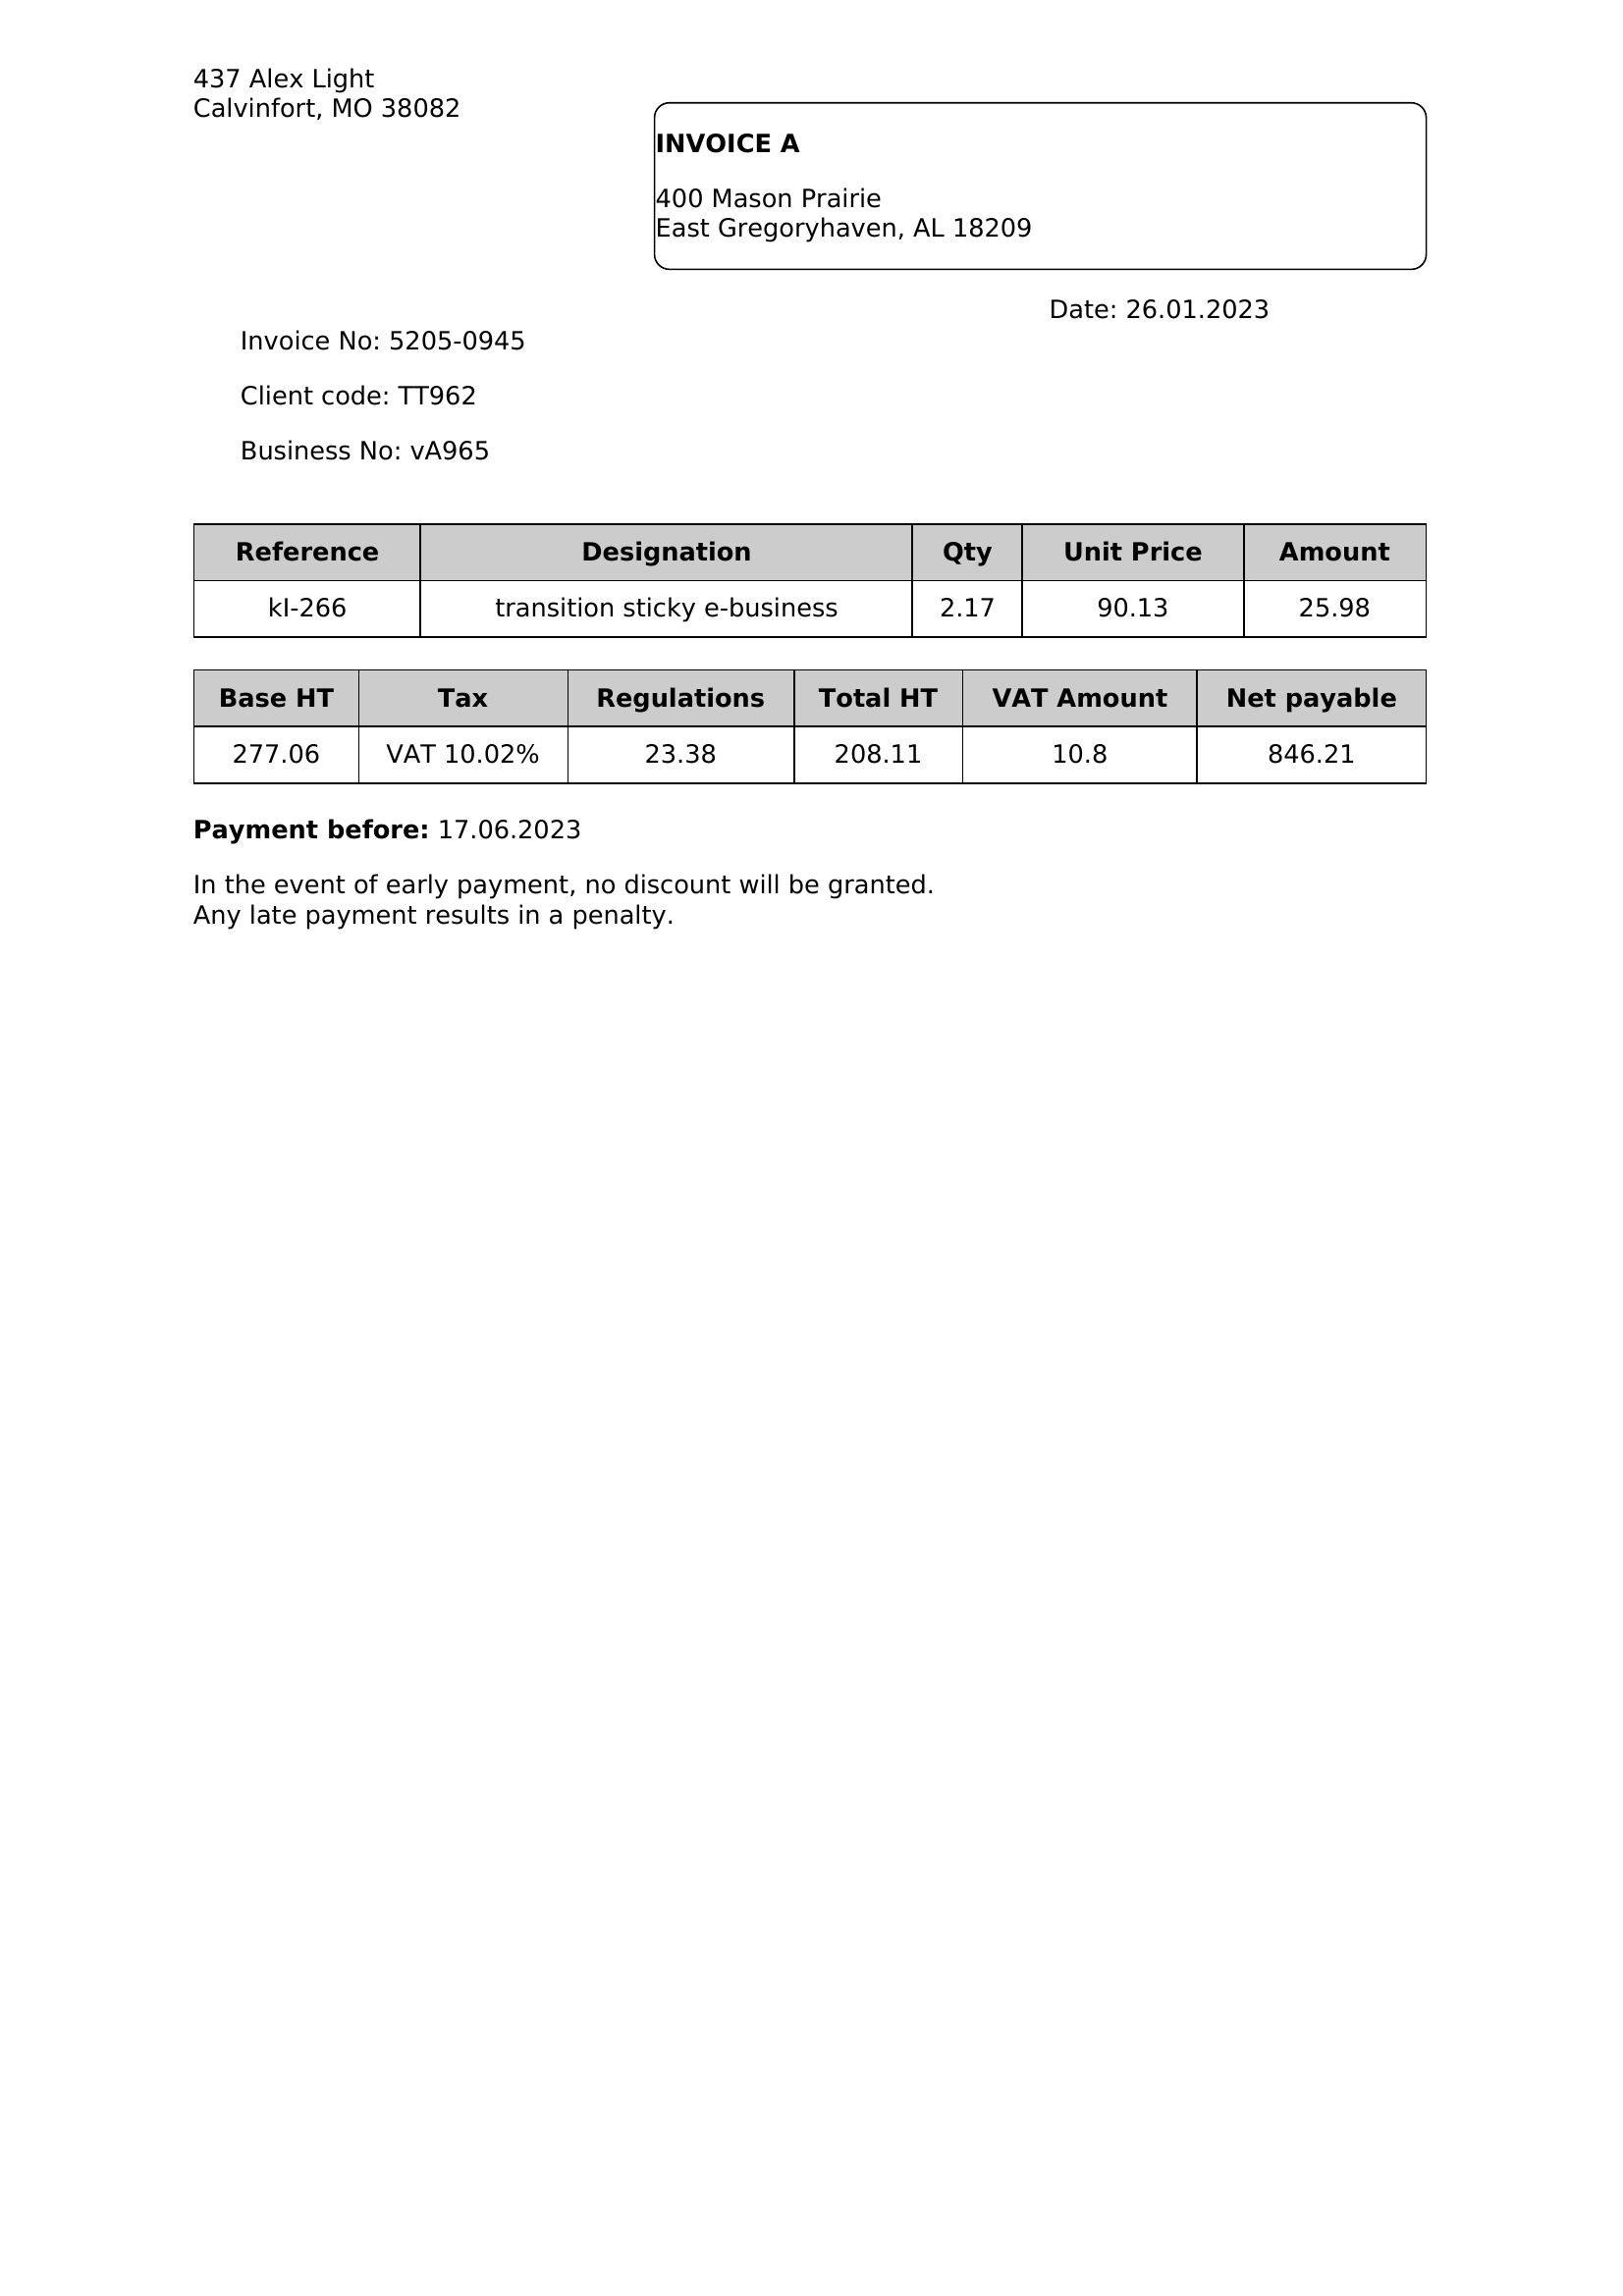 437 Alex Light
Calvinfort, MO 38082
INVOICE A
400 Mason Prairie
East Gregoryhaven, AL 18209
Date: 26.01.2023
Invoice No: 5205-0945
Client code: TT962
Business No: vA965
Reference Designation Qty Unit Price Amount
kI-266 transition sticky e-business 2.17 90.13 25.98
Base HT Tax Regulations Total HT VAT Amount Net payable
277.06 VAT 10.02% 23.38 208.11 10.8 846.21
Payment before: 17.06.2023
In the event of early payment, no discount will be granted.
Any late payment results in a penalty.